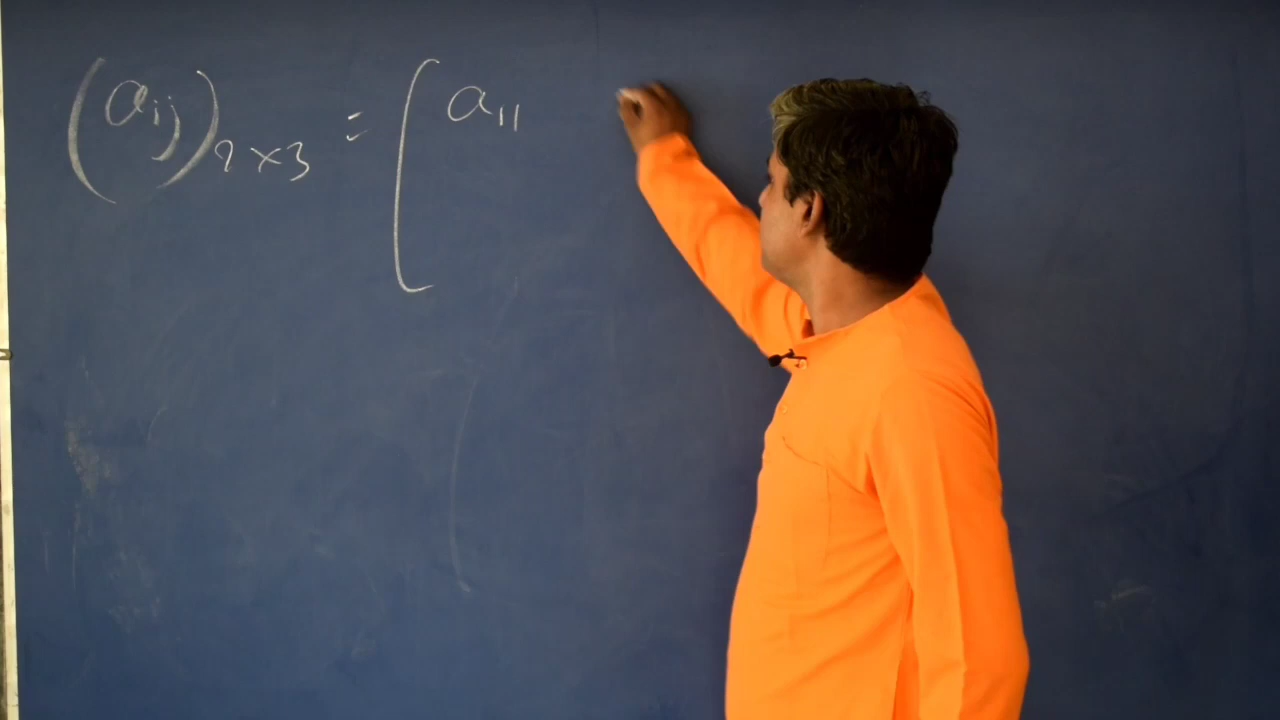 (aij)2×3 = [ a11